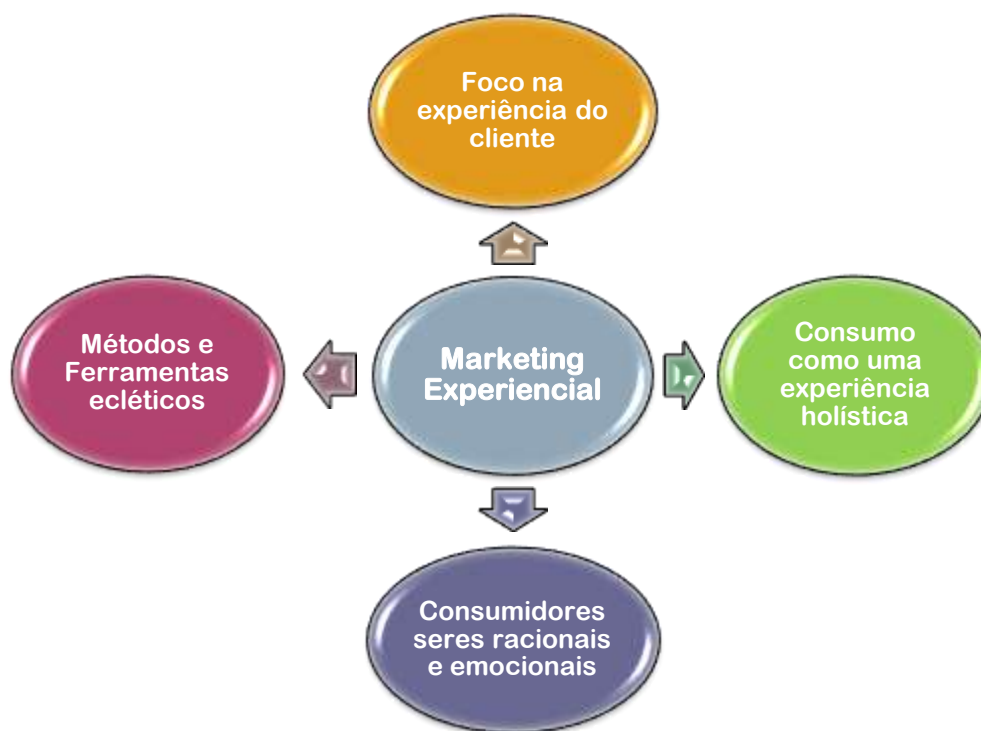 Foco na
experiência do
cliente
Métodos e
Ferramentas
ecléticos
Marketing
Experiencial
Consumo
como uma
experiência
holística
Consumidores
seres racionais
e emocionais